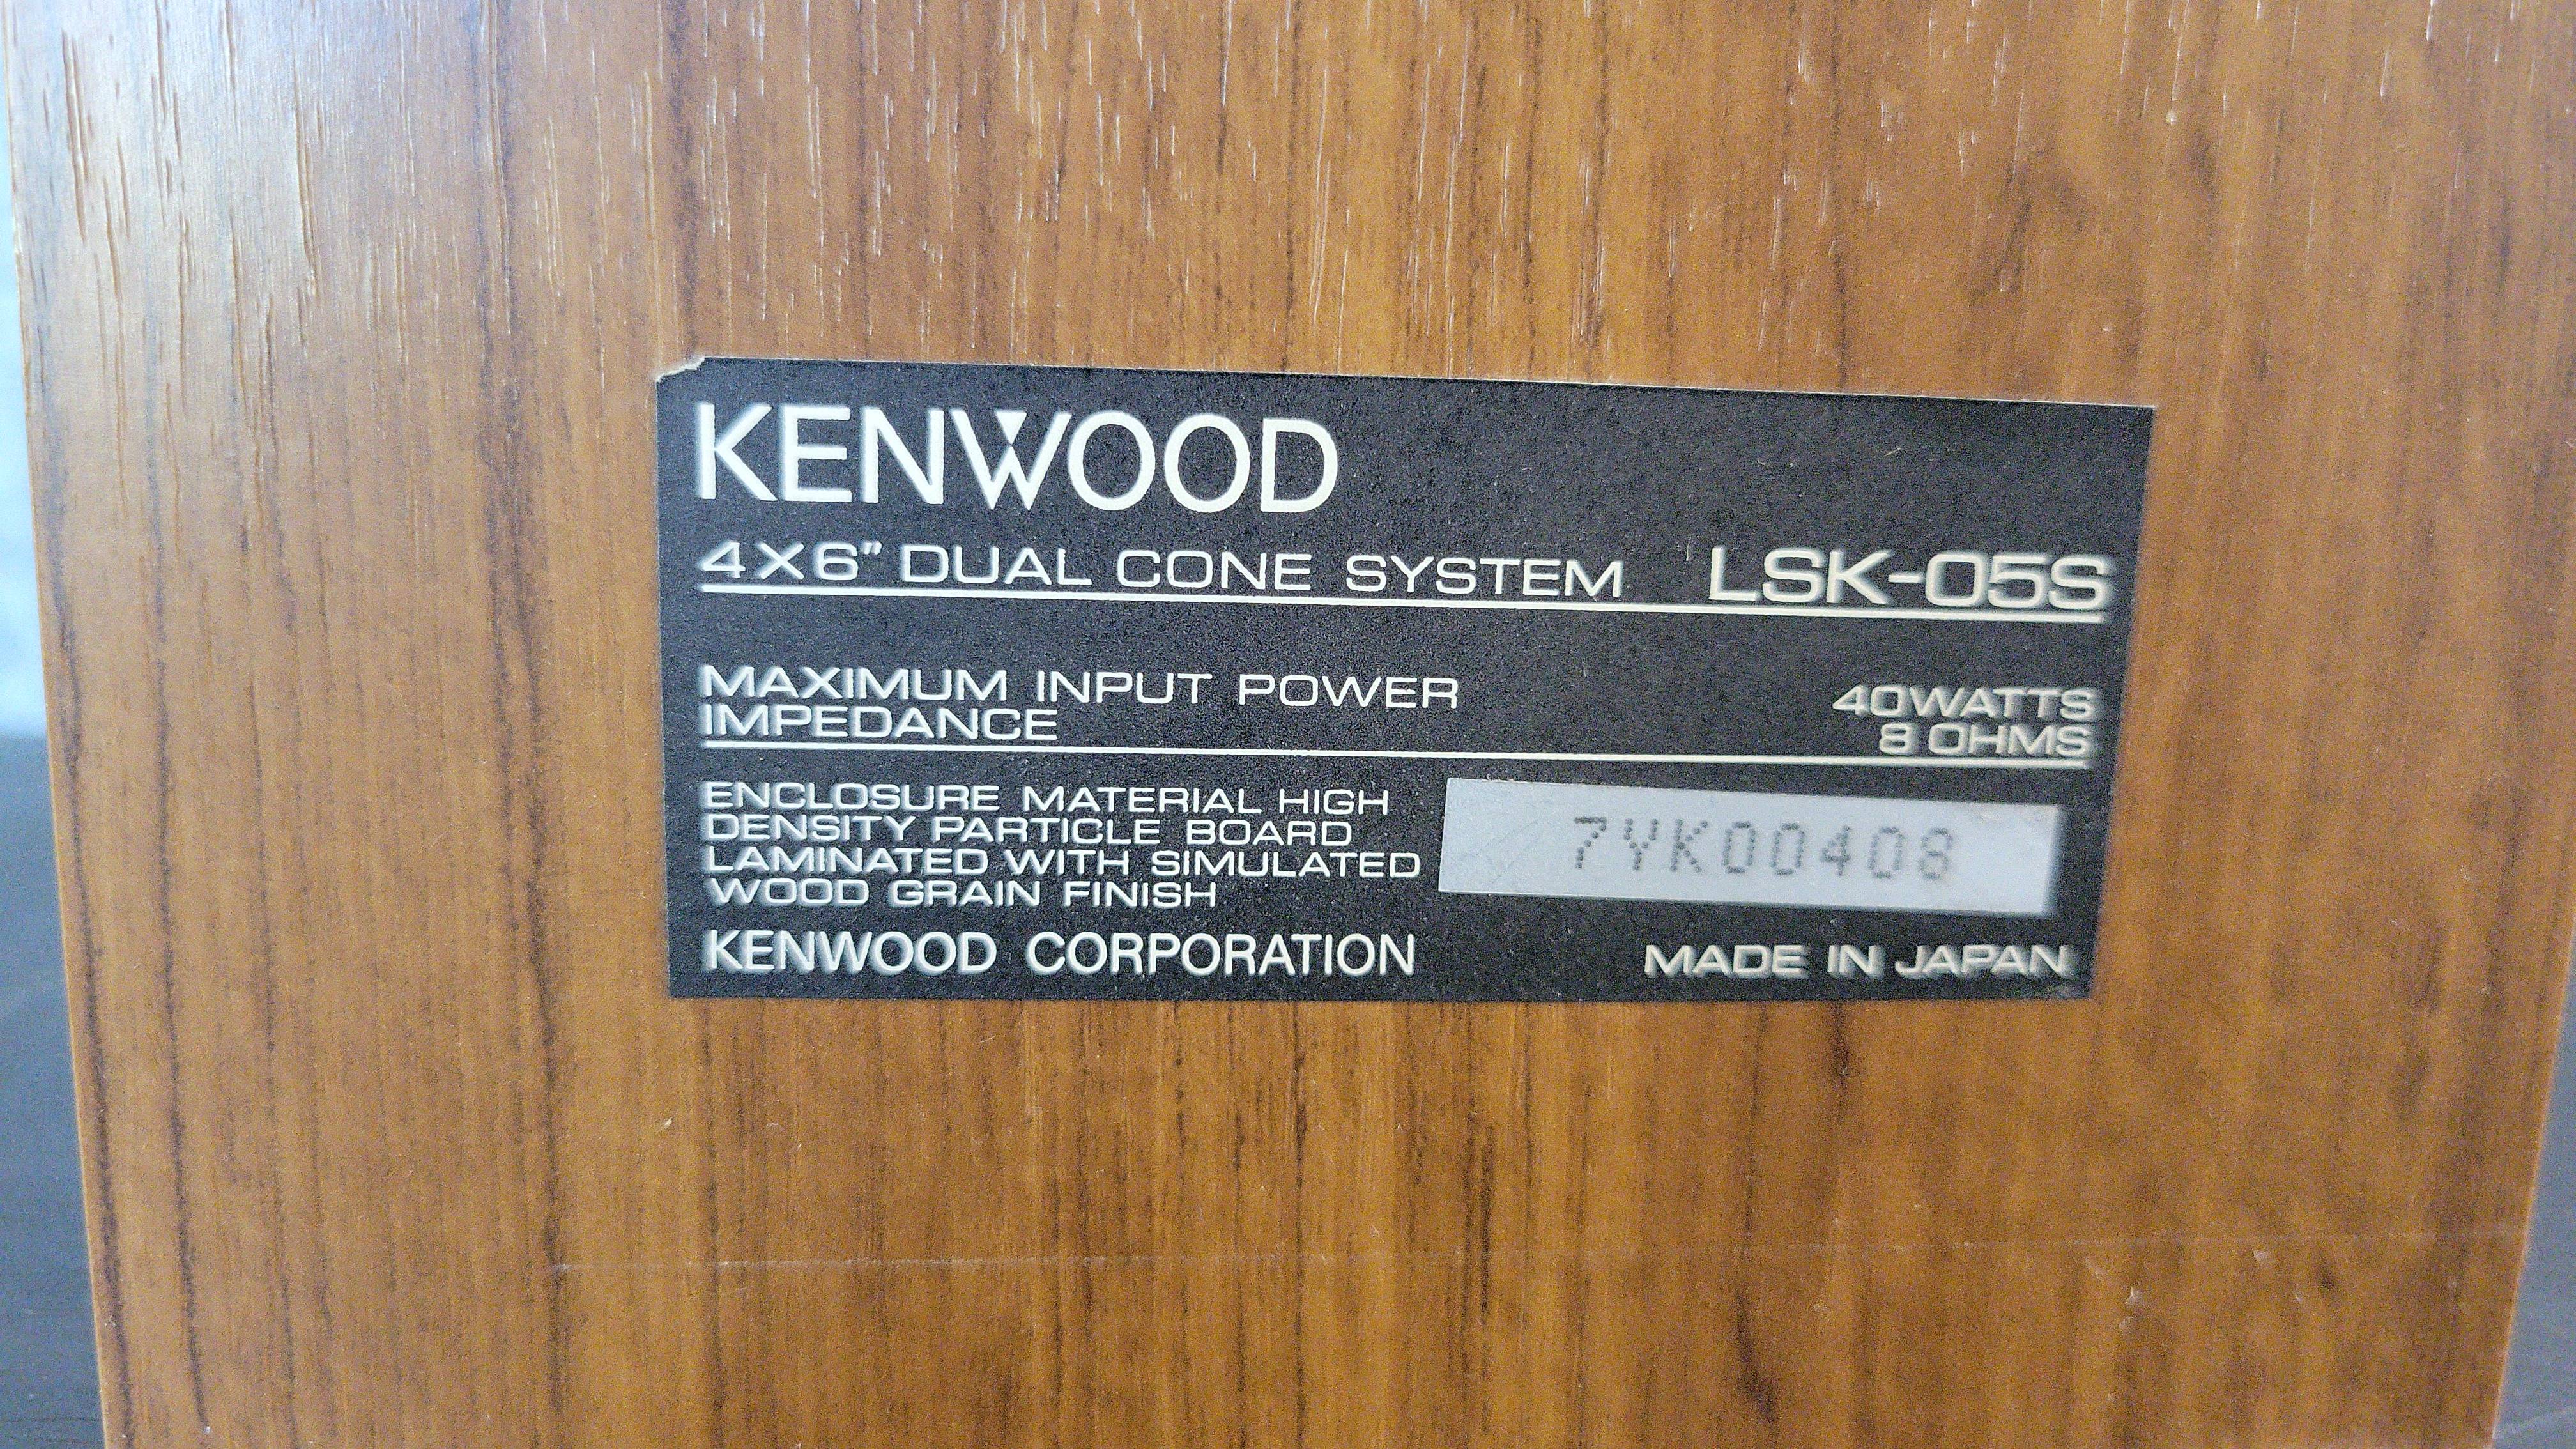 KENWOOD
4X6" DUAL CONE SYSTEM LSK-05S
MAXIMUM INPUT POWER 40WATTS
IMPEDANCE 8 OHMS
ENCLOSURE MATERIAL HIGH
DENSITY PARTICLE BOARD
LAMINATED WITH SIMULATED
WOOD GRAIN FINISH
7YK00408
KENWOOD CORPORATION MADE IN JAPAN